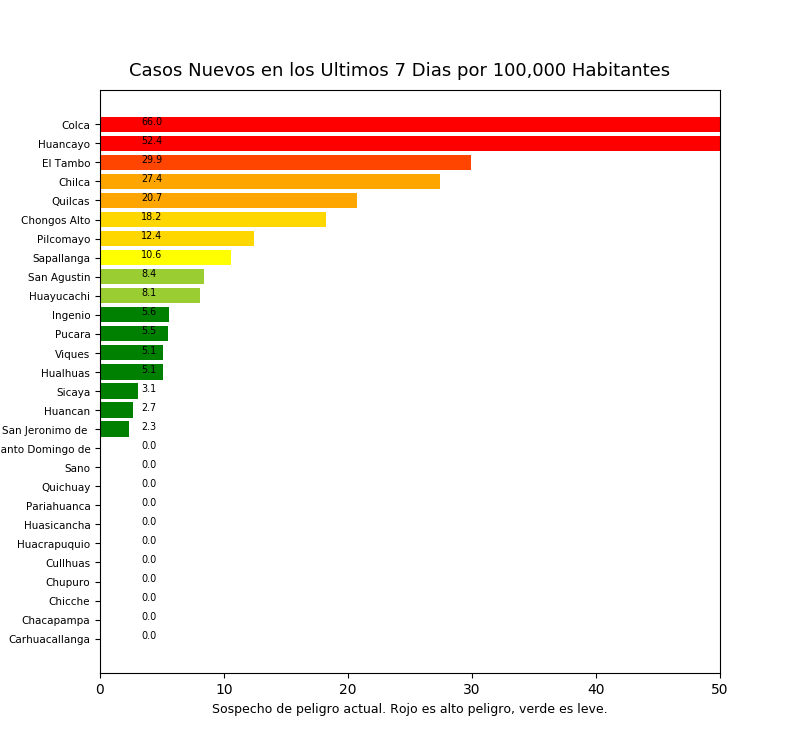 Casos Nuevos en los Ultimos 7 Dias por 100,000 Habitantes
Colca 66.0
Huancayo 52.4
El Tambo 29.9
Chilca 27.4
Quilcas 20.7
Chongos Alto 18.2
Pilcomayo 12.4
Sapallanga 10.6
San Agustin 8.4
Huayucachi 8.1
Ingenio 5.6
Pucara 5.5
Viques 5.1
Hualhuas 5.1
Sicaya 3.1
Huancan 2.7
San Jeronimo de 2.3
anto Domingo de 0.0
Sano 0.0
Quichuay 0.0
Pariahuanca 0.0
Huasicancha 0.0
Huacrapuquio 0.0
Cullhuas 0.0
Chupuro 0.0
Chicche 0.0
Chacapampa 0.0
Carhuacallanga 0.0
0 10 20 30 40 50
Sospecho de peligro actual. Rojo es alto peligro, verde es leve.